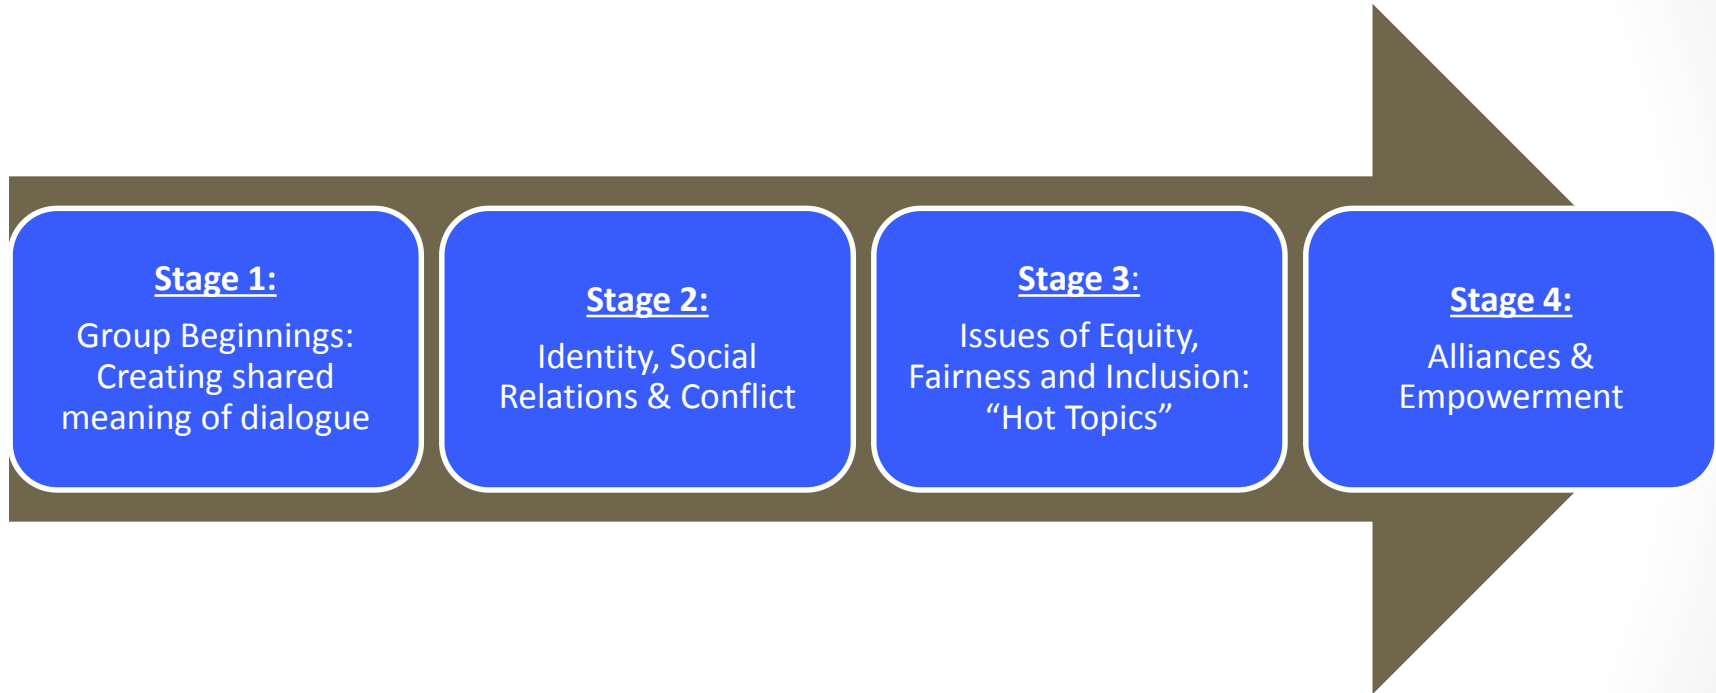 Stage 1:
Group Beginnings:
Creating shared
meaning of dialogue
Stage 2:
Identity, Social
Relations & Conflict
Stage 3:
Issues of Equity,
Fairness and Inclusion:
“Hot Topics”
Stage 4:
Alliances &
Empowerment